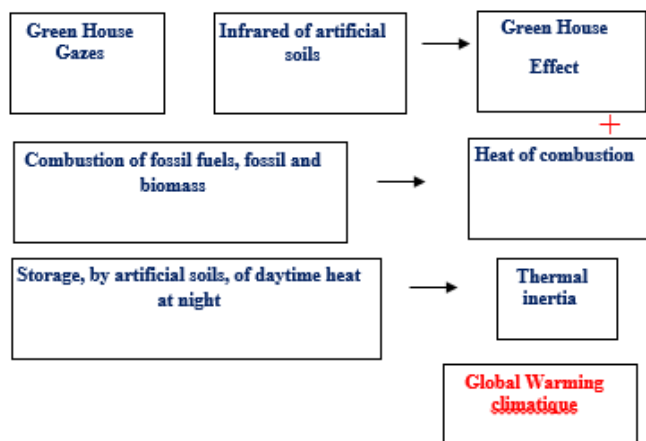 Green House
Gazes
Infrared of artificial
soils
Green House
Effect
+
Combustion of fossil fuels, fossil and
biomass
Heat of combustion
Storage, by artificial soils, of daytime heat
at night
Thermal
inertia
Global Warming
climatique